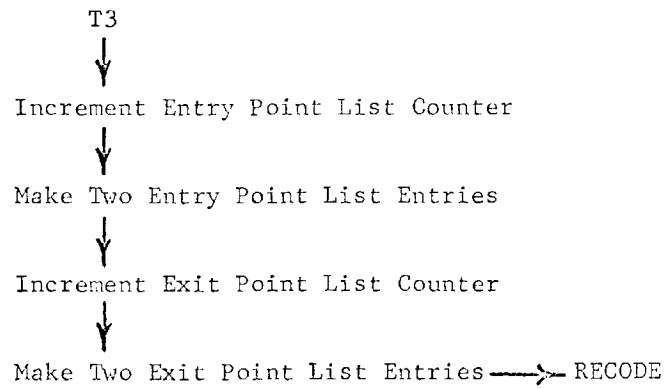 T3
Increment Entry Point List Counter
Make Two Entry Point List Entries
Increment Exit Point List Counter
Make Two Exit Point List Entries RECODE